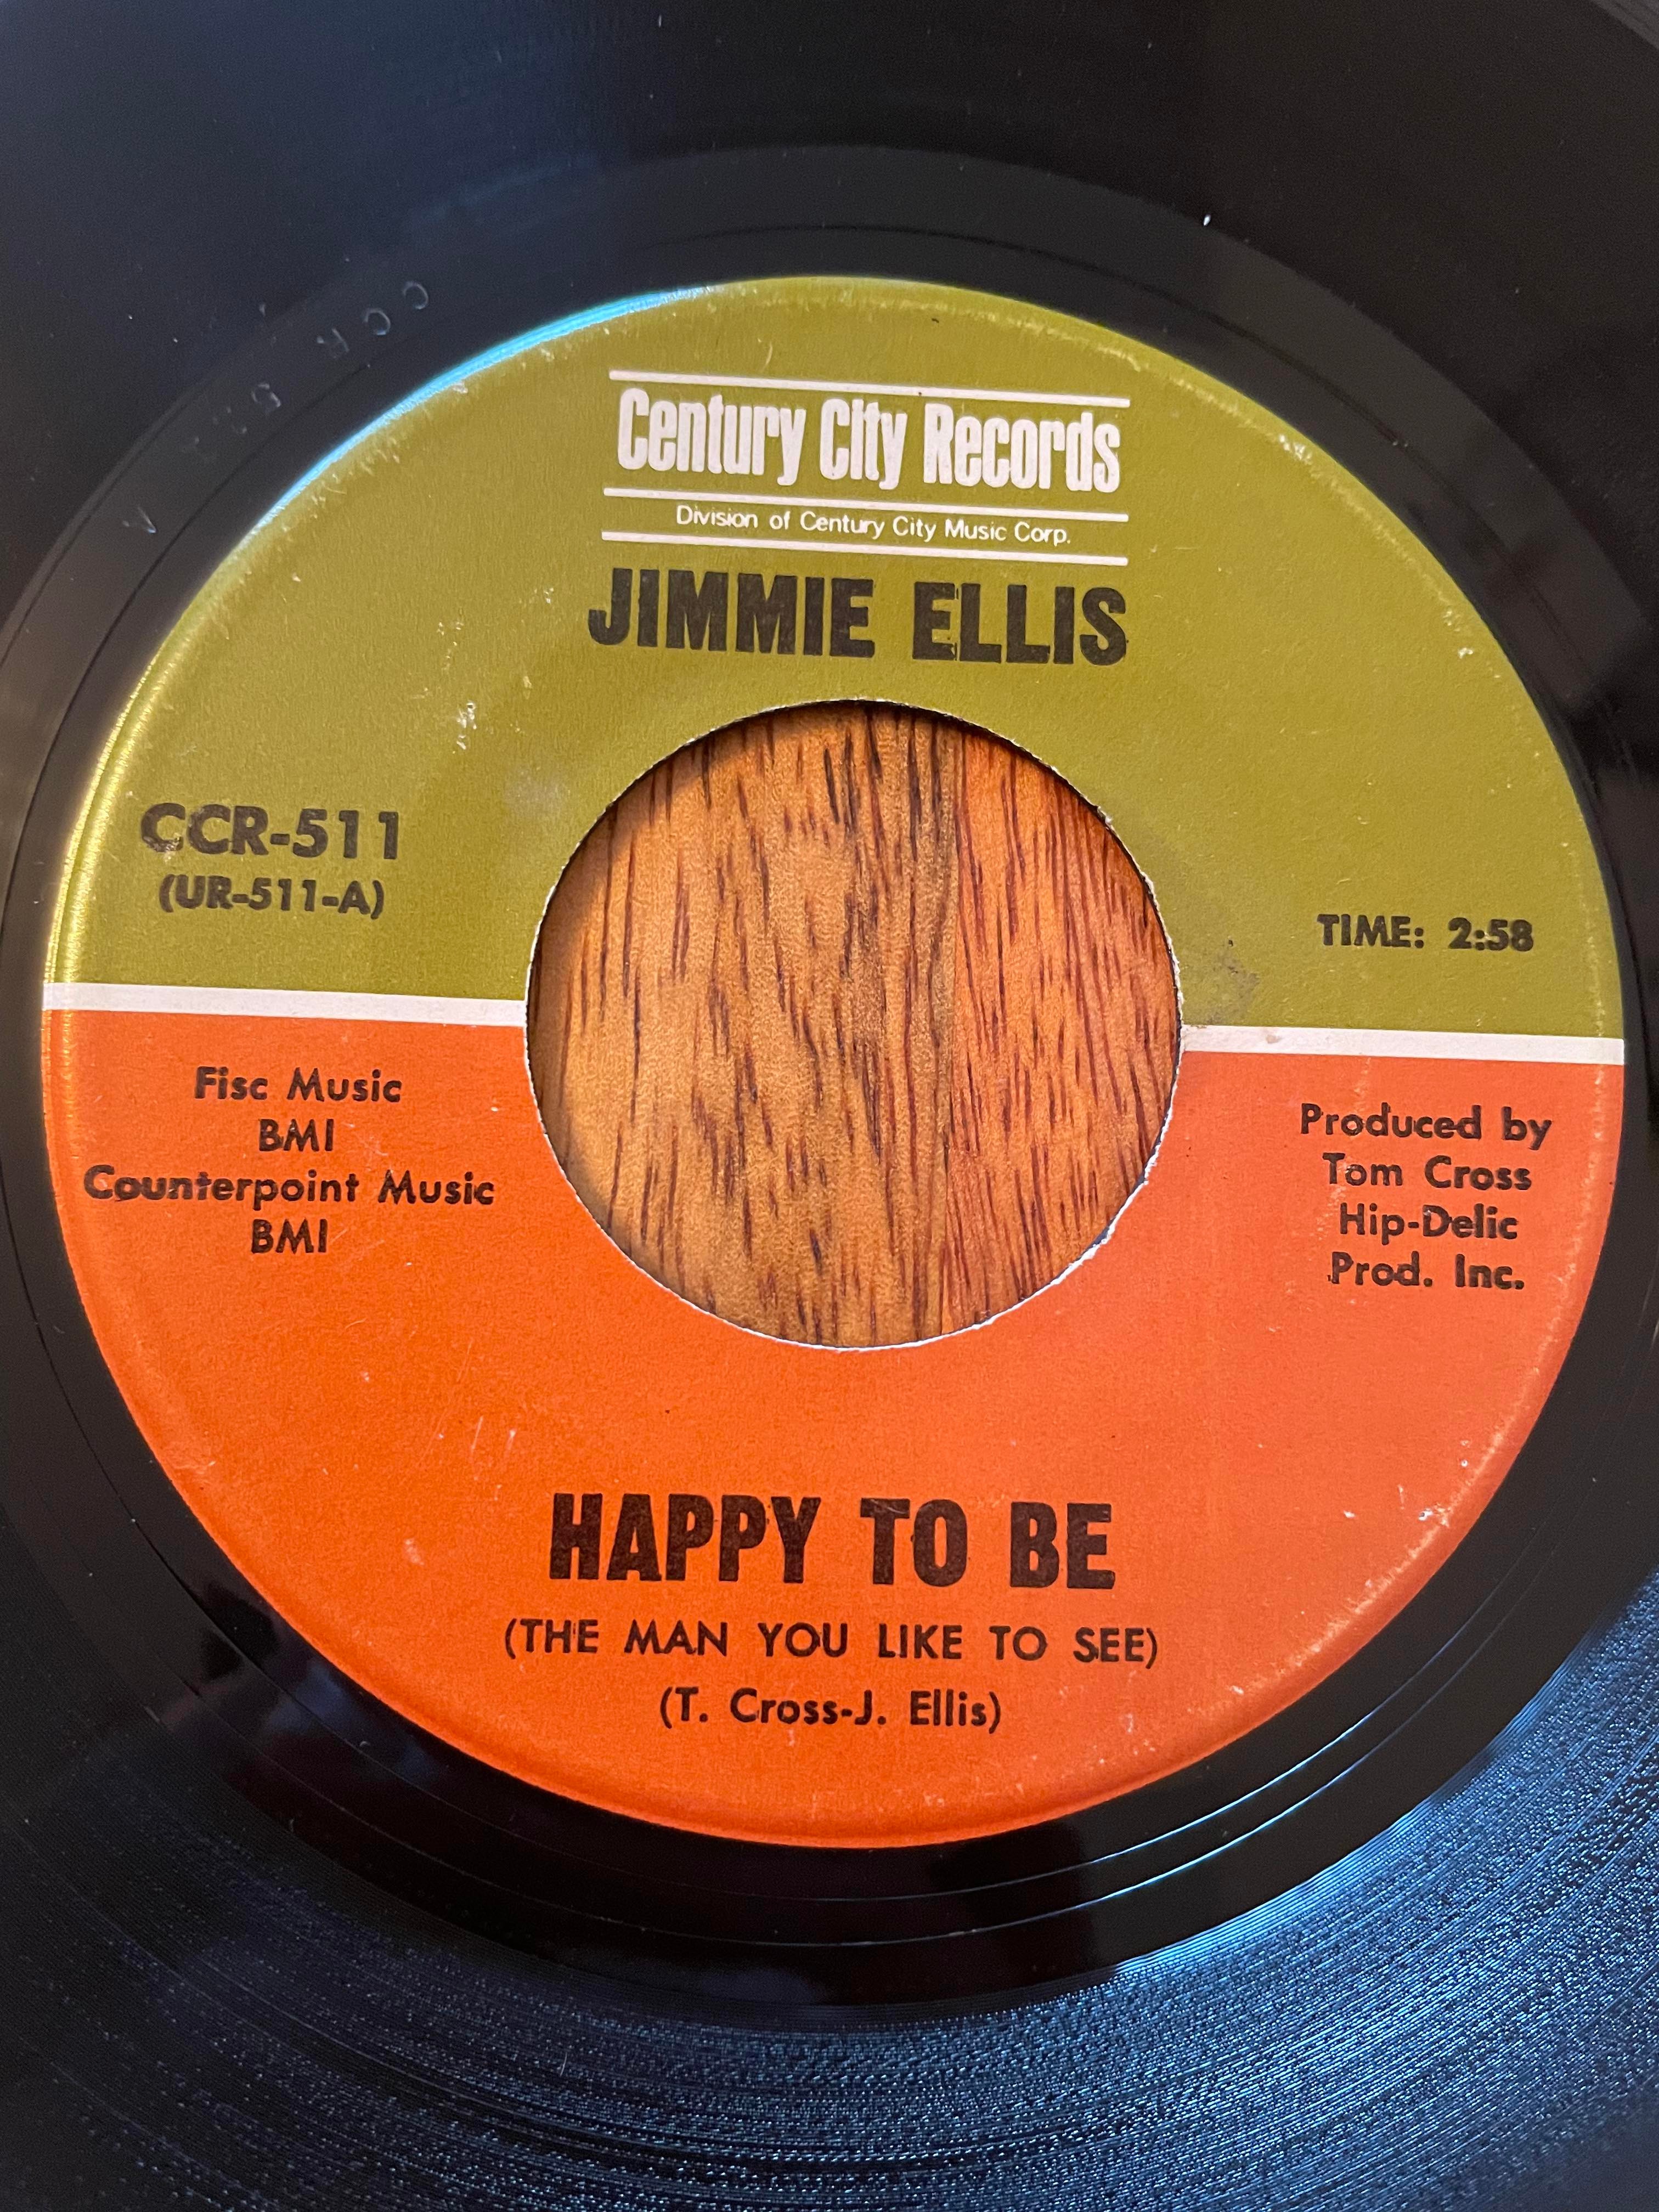 Century City Records
Division of Century City Music Corp.
JIMMIE ELLIS
CCR-511
(UR-511-A)
TIME: 2:58
Fisc Music
BMI
Counterpoint Music
BMI
Produced by
Tom Cross
Hip-Delic
Prod. Inc.
HAPPY TO BE
(THE MAN YOU LIKE TO SEE)
(T. Cross-J. Ellis)